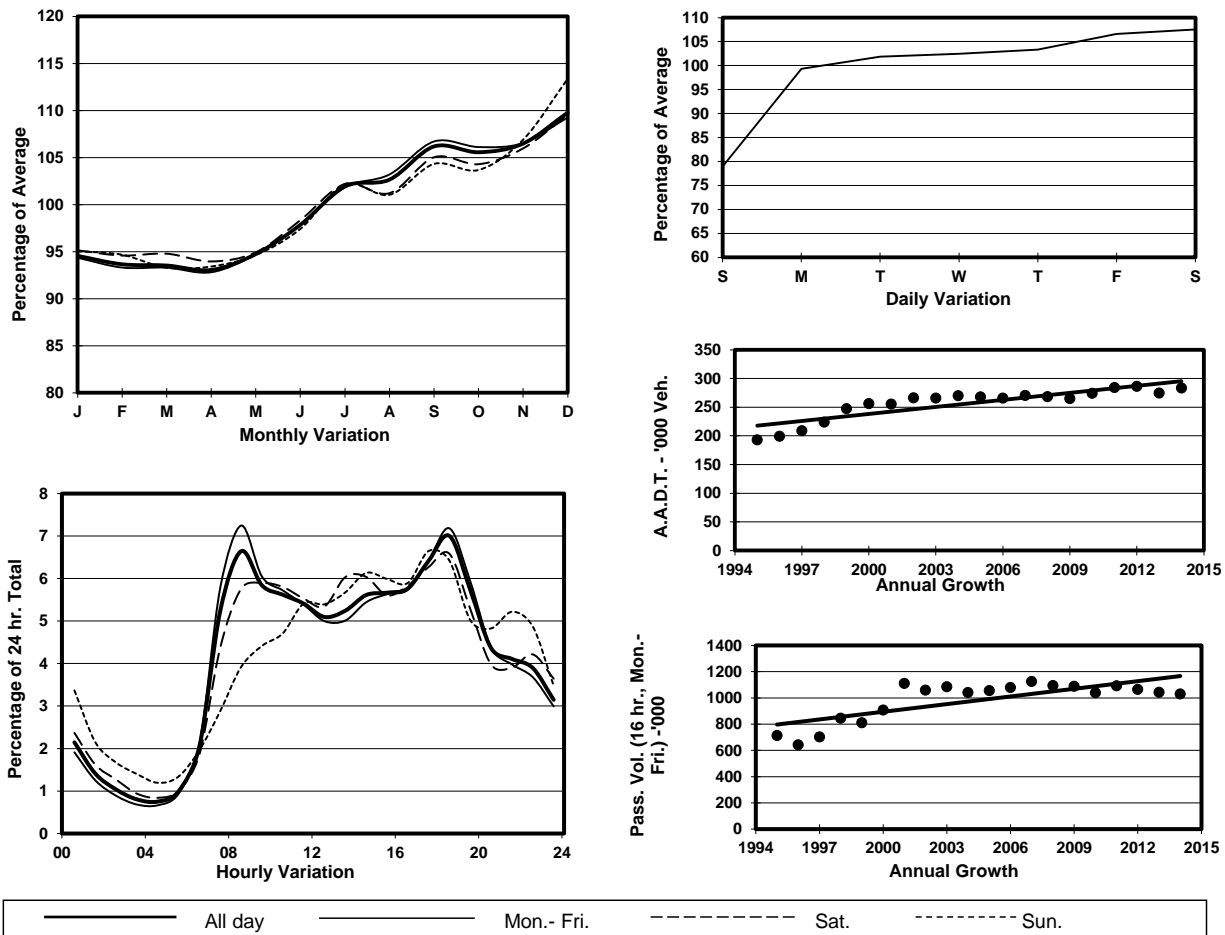 120
115
110
105
100
95
90
85
80
Percentage of Average
J F M A M J J A S O N D
Monthly Variation
110
105
100
95
90
85
80
75
70
65
60
Percentage of Average
S M T W T F S
Daily Variation
350
300
250
200
150
100
50
0
A.A.D.T. - '000 Veh.
1994 1997 2000 2003 2006 2009 2012 2015
Annual Growth
8
7
6
5
4
3
2
1
0
Percentage of 24 hr. Total
00 04 08 12 16 20 24
Hourly Variation
1400
1200
1000
800
600
400
200
0
Pass. Vol. (16 hr., Mon.-
Fri.) -'000
1994 1997 2000 2003 2006 2009 2012 2015
Annual Growth
All day Mon.- Fri. Sat. Sun.